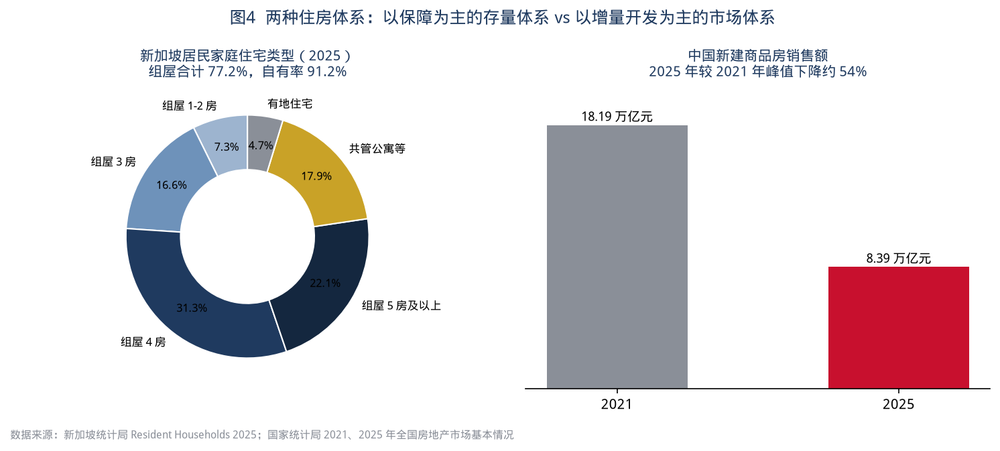 图4 两种住房体系：以保障为主的存量体系 vs 以增量开发为主的市场体系
新加坡居民家庭住宅类型（2025）
组屋合计 77.2%，自有率 91.2%
组屋 1-2 房
7.3%
有地住宅
4.7%
共管公寓等
17.9%
组屋 3 房
16.6%
组屋 5 房及以上
22.1%
组屋 4 房
31.3%
中国新建商品房销售额
2025 年较 2021 年峰值下降约 54%
18.19 万亿元
8.39 万亿元
2021
2025
数据来源：新加坡统计局 Resident Households 2025；国家统计局 2021、2025 年全国房地产市场基本情况